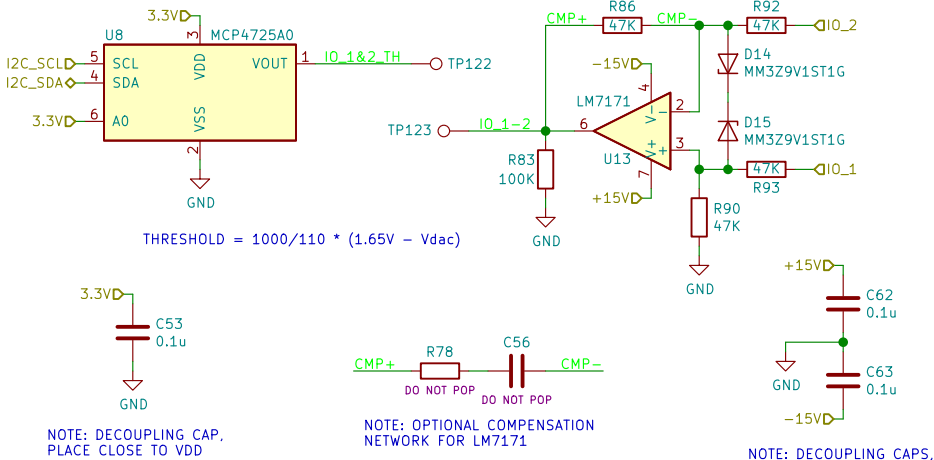 3.3V
U8
MCP4725A0
3
VDD
I2C_SCL
5
SCL
VOUT
1
IO_1&2_TH
TP122
I2C_SDA
4
SDA
3.3V
6
A0
VSS
2
GND
THRESHOLD = 1000/110 * (1.65V - Vdac)
R86
CMP+
47K
CMP-
R92
47K
IO_2
D14
MM3Z9V1ST1G
-15V
4
LM7171
V-
2
-
TP123
IO_1-2
6
D15
MM3Z9V1ST1G
3
+
V+
U13
7
+15V
R83
100K
GND
47K
R93
IO_1
R90
47K
GND
3.3V
C53
0.1u
GND
NOTE: DECOUPLING CAP,
PLACE CLOSE TO VDD
CMP+
R78
DO NOT POP
C56
DO NOT POP
CMP-
NOTE: OPTIONAL COMPENSATION
NETWORK FOR LM7171
+15V
C62
0.1u
GND
C63
0.1u
-15V
NOTE: DECOUPLING CAPS,